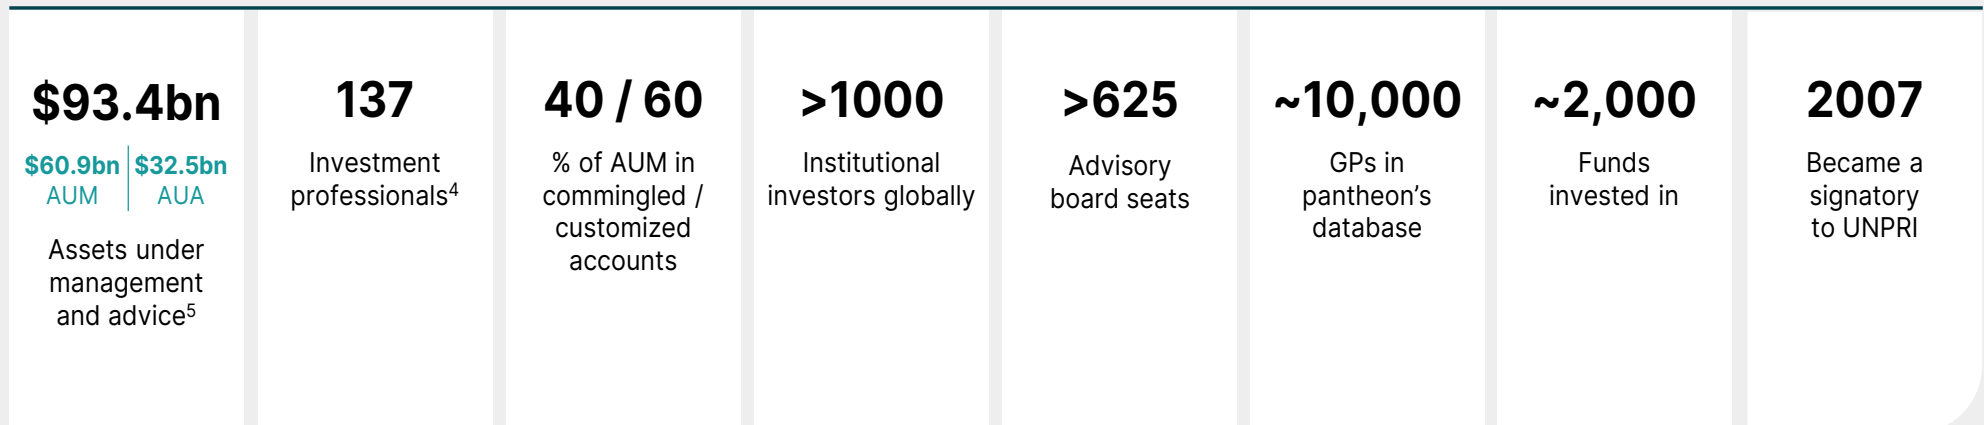 $93.4bn
$60.9bn
AUM
$32.5bn
AUA
Assets under
management
and advice⁵
137
Investment
professionals⁴
40 / 60
% of AUM in
commingled /
customized
accounts
>1000
Institutional
investors globally
>625
Advisory
board seats
~10,000
GPs in
pantheon’s
database
~2,000
Funds
invested in
2007
Became a
signatory
to UNPRI